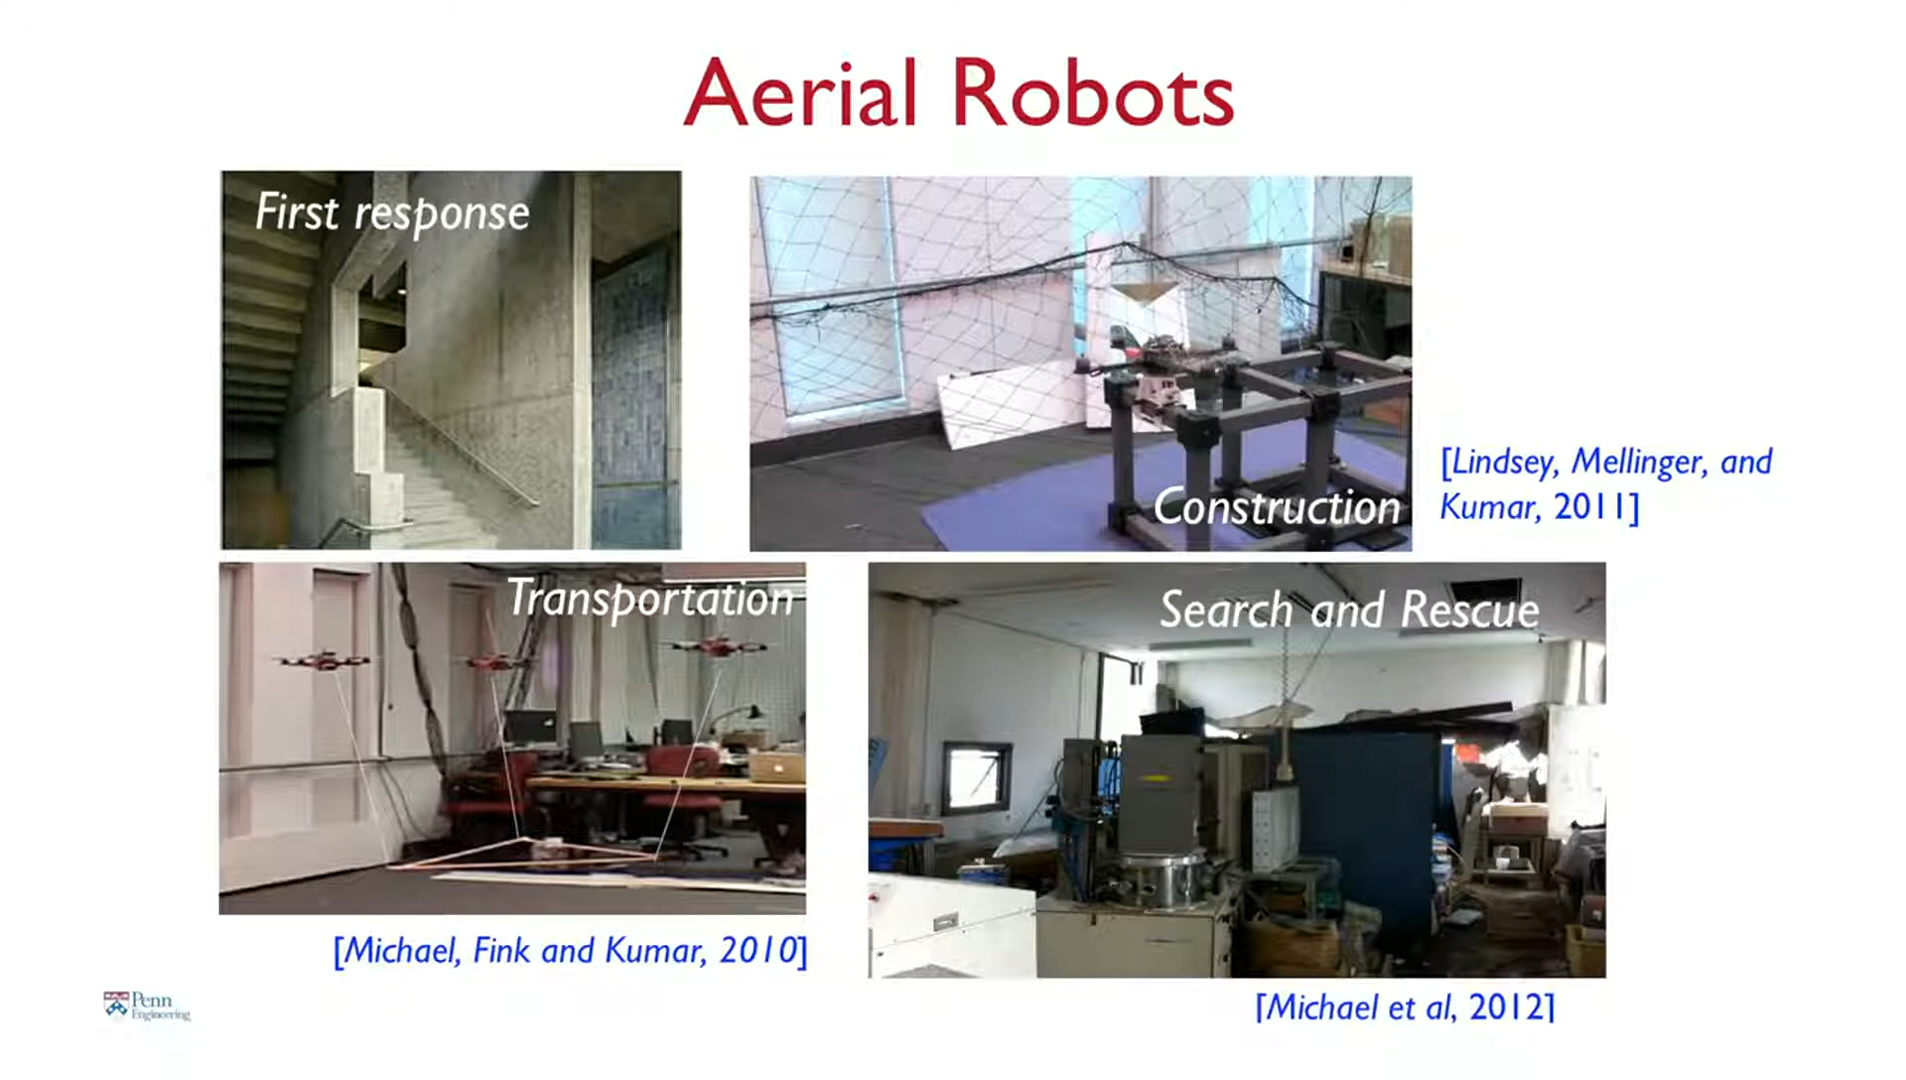 Aerial Robots
First response
Construction
[Lindsey, Mellinger, and
Kumar, 2011]
Transportation
Search and Rescue
[Michael, Fink and Kumar, 2010]
[Michael et al, 2012]
Penn
Engineering